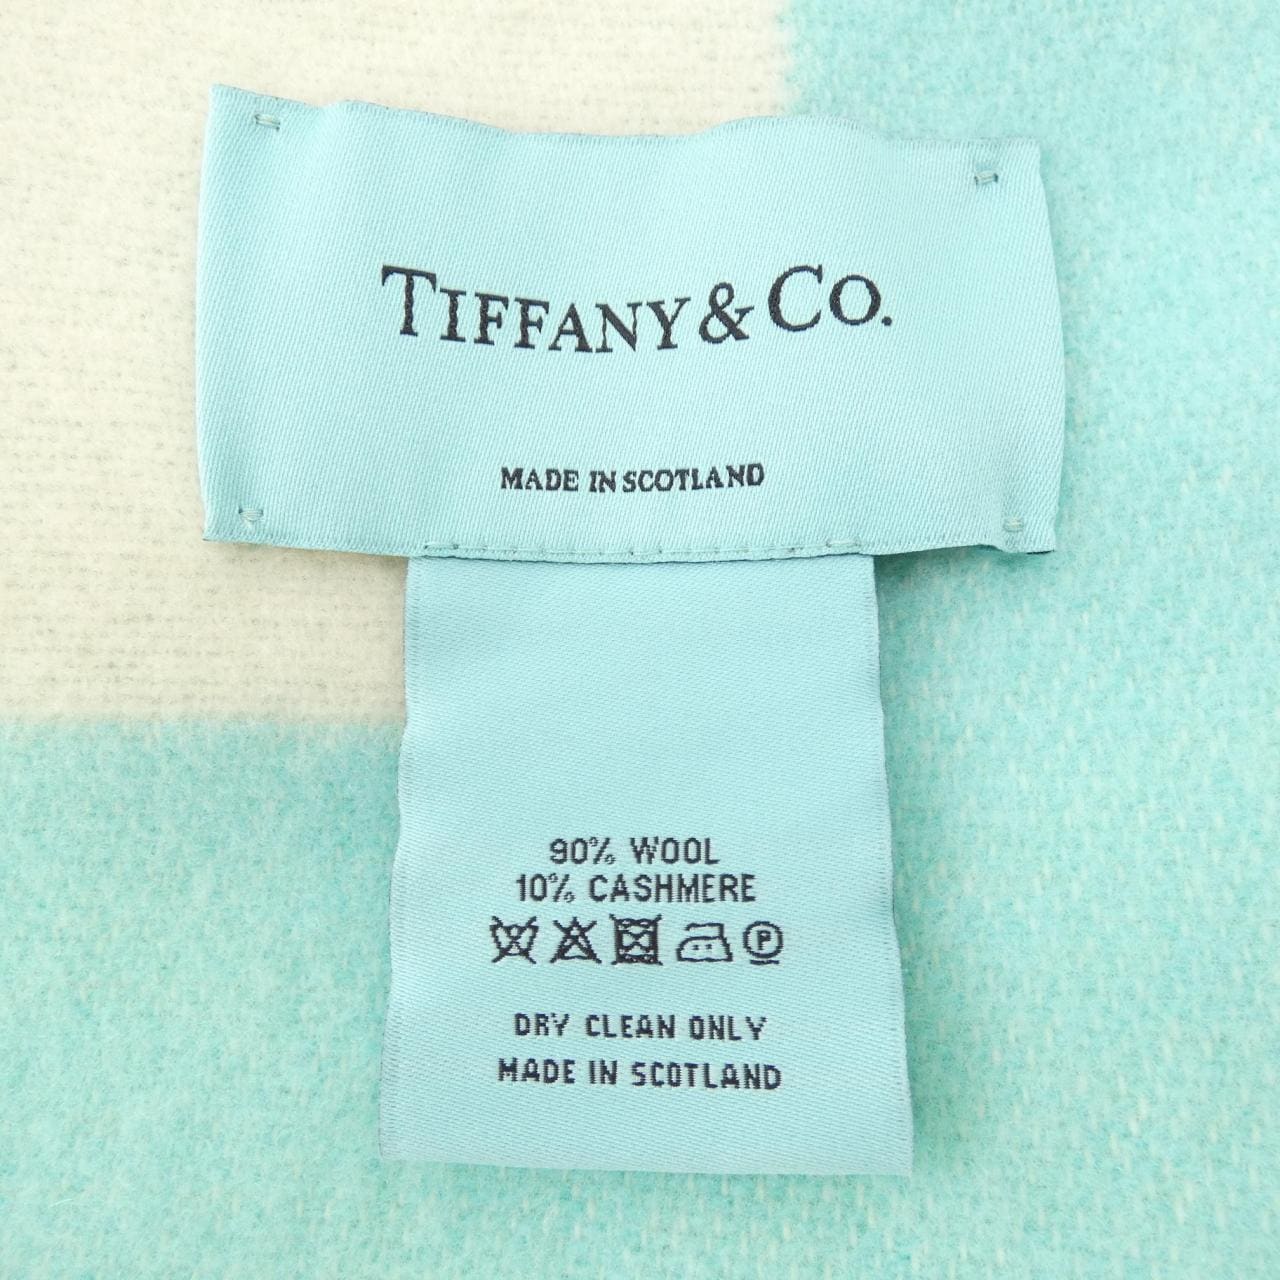 TIFFANY & CO.
MADE IN SCOTLAND
90% WOOL
10% CASHMERE
P
DRY CLEAN ONLY
MADE IN SCOTLAND